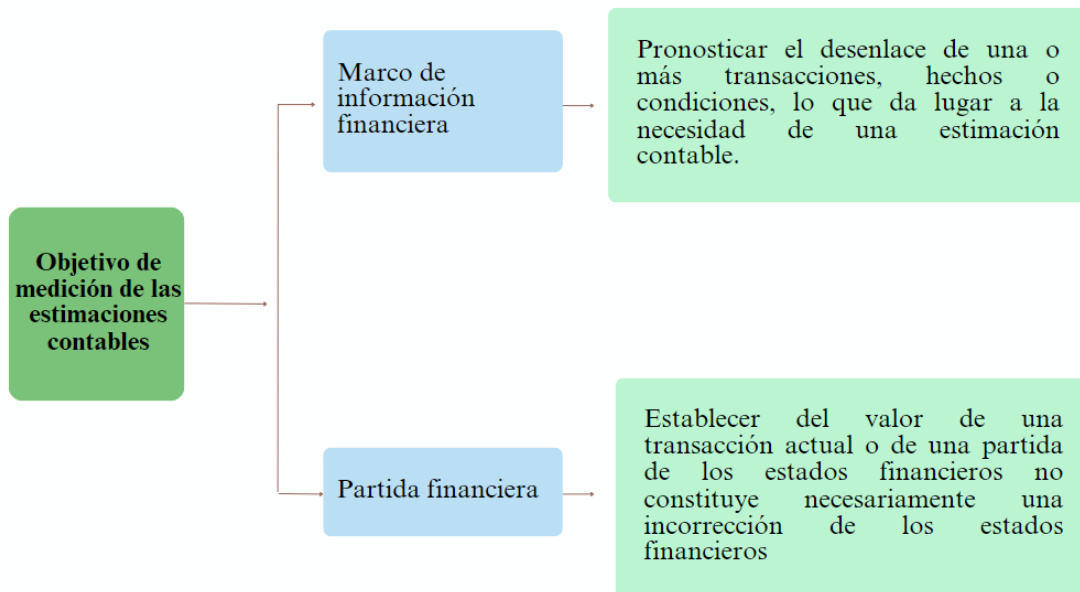 Objetivo de
medición de las
estimaciones
contables
Marco de
información
financiera
Pronosticar el desenlace de una o
más transacciones, hechos o
condiciones, lo que da lugar a la
necesidad de una estimación
contable.
Partida financiera
Establecer del valor de una
transacción actual o de una partida
de los estados financieros no
constituye necesariamente una
incorrección de los estados
financieros